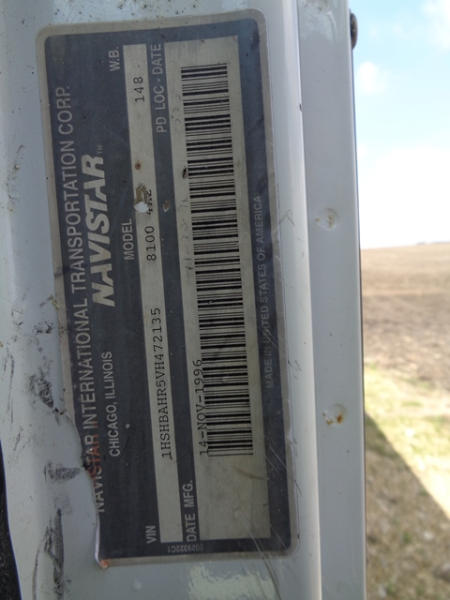 NAVISTAR INTERNATIONAL TRANSPORTATION CORP.
CHICAGO, ILLINOIS
NAVISTAR™
MODEL W.B.
8100 148
VIN
1HSHBAHR5VH472135
PD LOC - DATE
DATE MFG.
14-NOV-1996
MADE IN UNITED STATES OF AMERICA